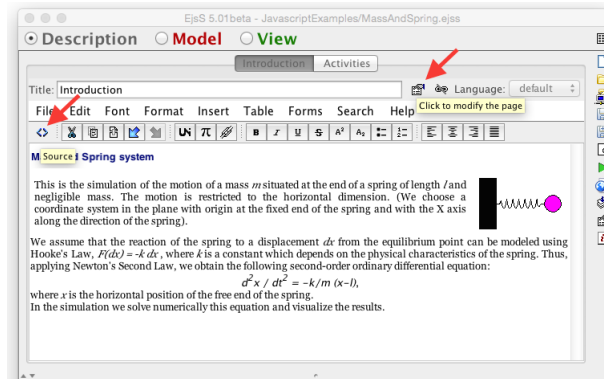 EjsS 5.01beta - JavascriptExamples/MassAndSpring.ejss
Description Model View
Introduction Activities
Title: Introduction Language: default
File Edit Font Format Insert Table Forms Search Help
Click to modify the page
Source
Spring system
This is the simulation of the motion of a mass m situated at the end of a spring of length l and
negligible mass. The motion is restricted to the horizontal dimension. (We choose a
coordinate system in the plane with origin at the fixed end of the spring and with the X axis
along the direction of the spring).
We assume that the reaction of the spring to a displacement dx from the equilibrium point can be modeled using
Hooke's Law, F(dx) = -k dx , where k is a constant which depends on the physical characteristics of the spring. Thus,
applying Newton's Second Law, we obtain the following second-order ordinary differential equation:
d² x / dt² = -k/m (x-l),
where x is the horizontal position of the free end of the spring.
In the simulation we solve numerically this equation and visualize the results.